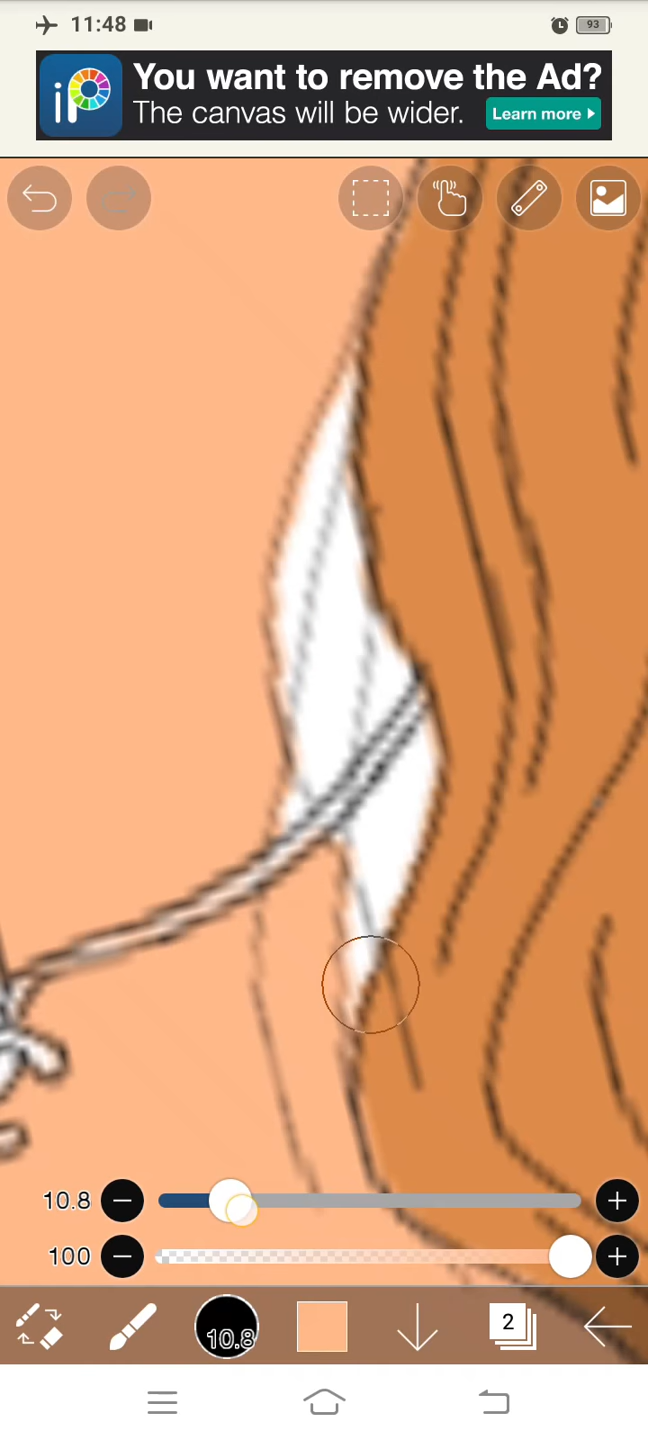 11:48
93
iP
You want to remove the Ad?
The canvas will be wider.
Learn more
10.8
100
10.8
2